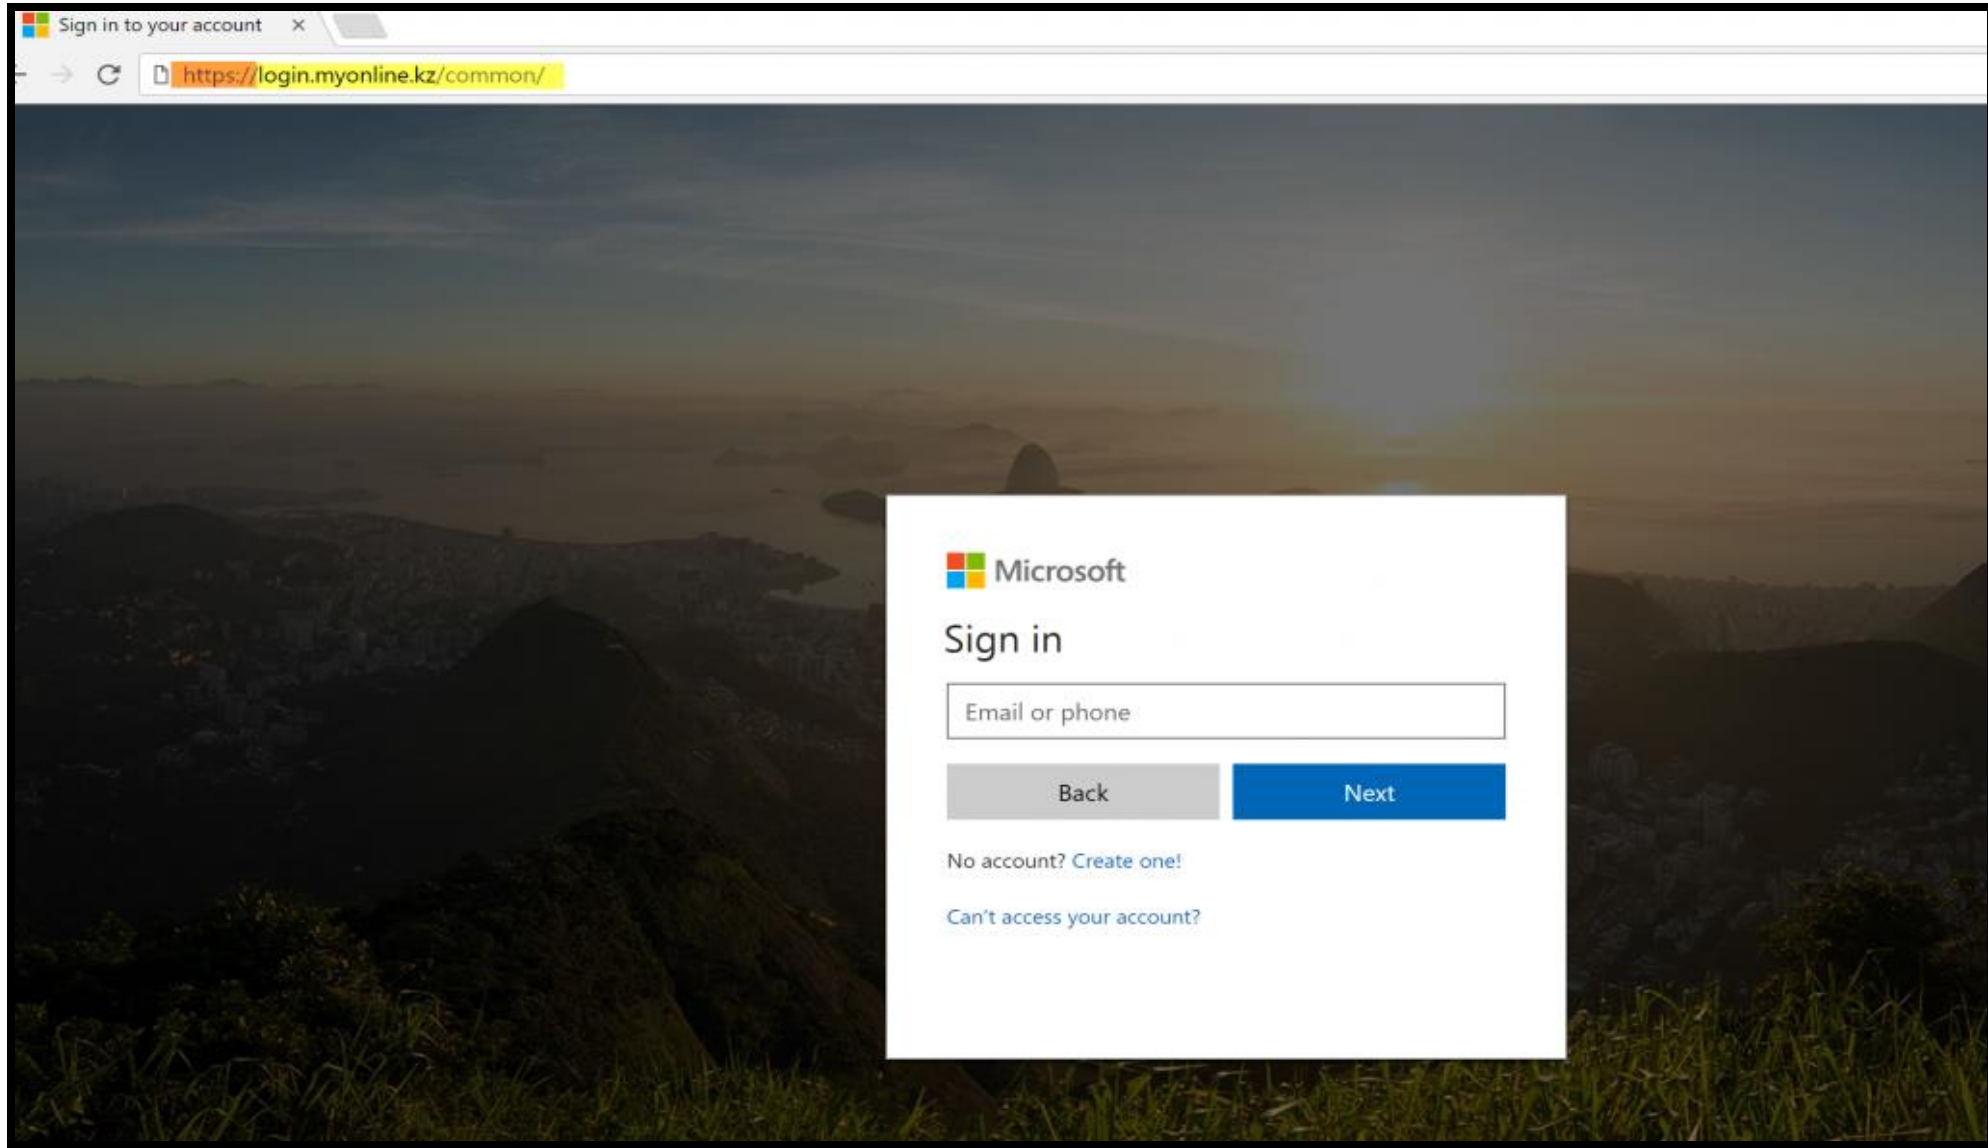 Sign in to your account
https://login.myonline.kz/common/
Microsoft
Sign in
Email or phone
Back Next
No account? Create one!
Can't access your account?